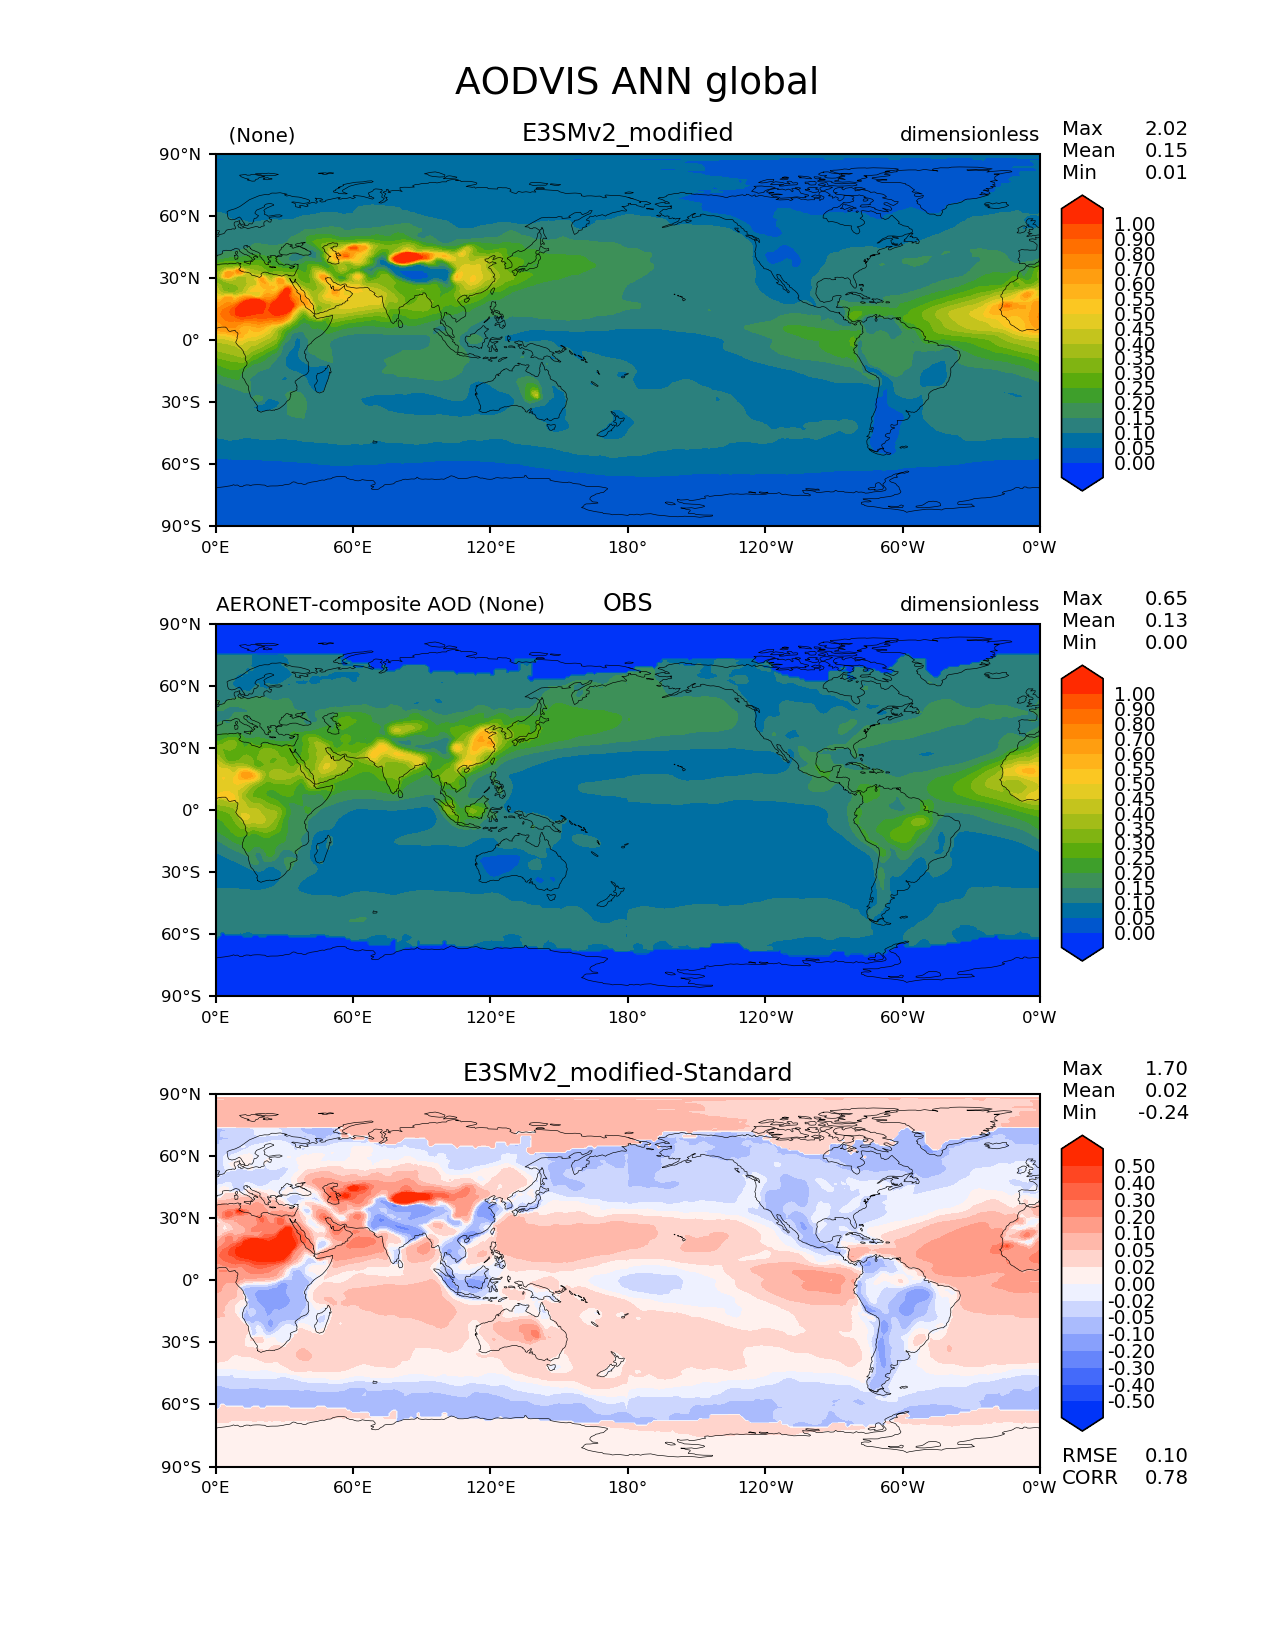 AODVIS ANN global
(None) E3SMv2_modified dimensionless
Max 2.02
Mean 0.15
Min 0.01
90°N
60°N
30°N
0°
30°S
60°S
90°S
0°E 60°E 120°E 180° 120°W 60°W 0°W
1.00
0.90
0.80
0.70
0.60
0.55
0.50
0.45
0.40
0.35
0.30
0.25
0.20
0.15
0.10
0.05
0.00
AERONET-composite AOD (None) OBS dimensionless
Max 0.65
Mean 0.13
Min 0.00
90°N
60°N
30°N
0°
30°S
60°S
90°S
0°E 60°E 120°E 180° 120°W 60°W 0°W
1.00
0.90
0.80
0.70
0.60
0.55
0.50
0.45
0.40
0.35
0.30
0.25
0.20
0.15
0.10
0.05
0.00
E3SMv2_modified-Standard
Max 1.70
Mean 0.02
Min -0.24
90°N
60°N
30°N
0°
30°S
60°S
90°S
0°E 60°E 120°E 180° 120°W 60°W 0°W
0.50
0.40
0.30
0.20
0.10
0.05
0.02
0.00
-0.02
-0.05
-0.10
-0.20
-0.30
-0.40
-0.50
RMSE 0.10
CORR 0.78